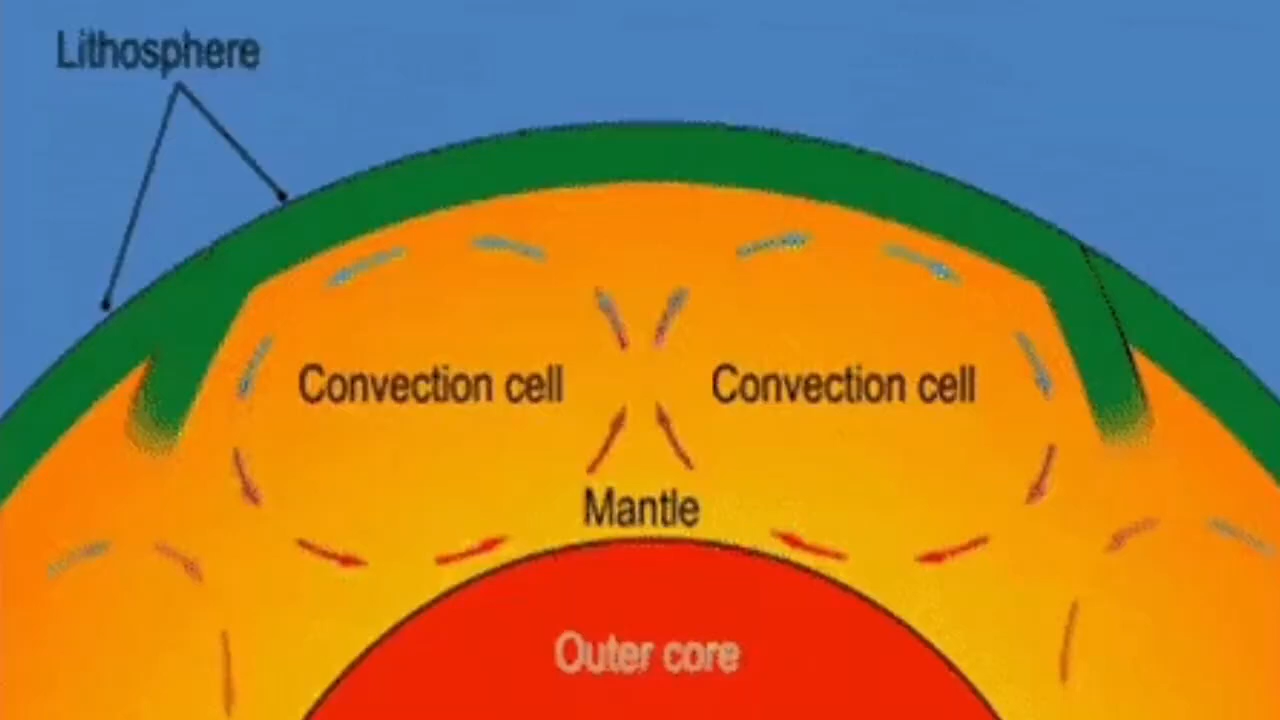 Lithosphere
Convection cell
Convection cell
Mantle
Outer core